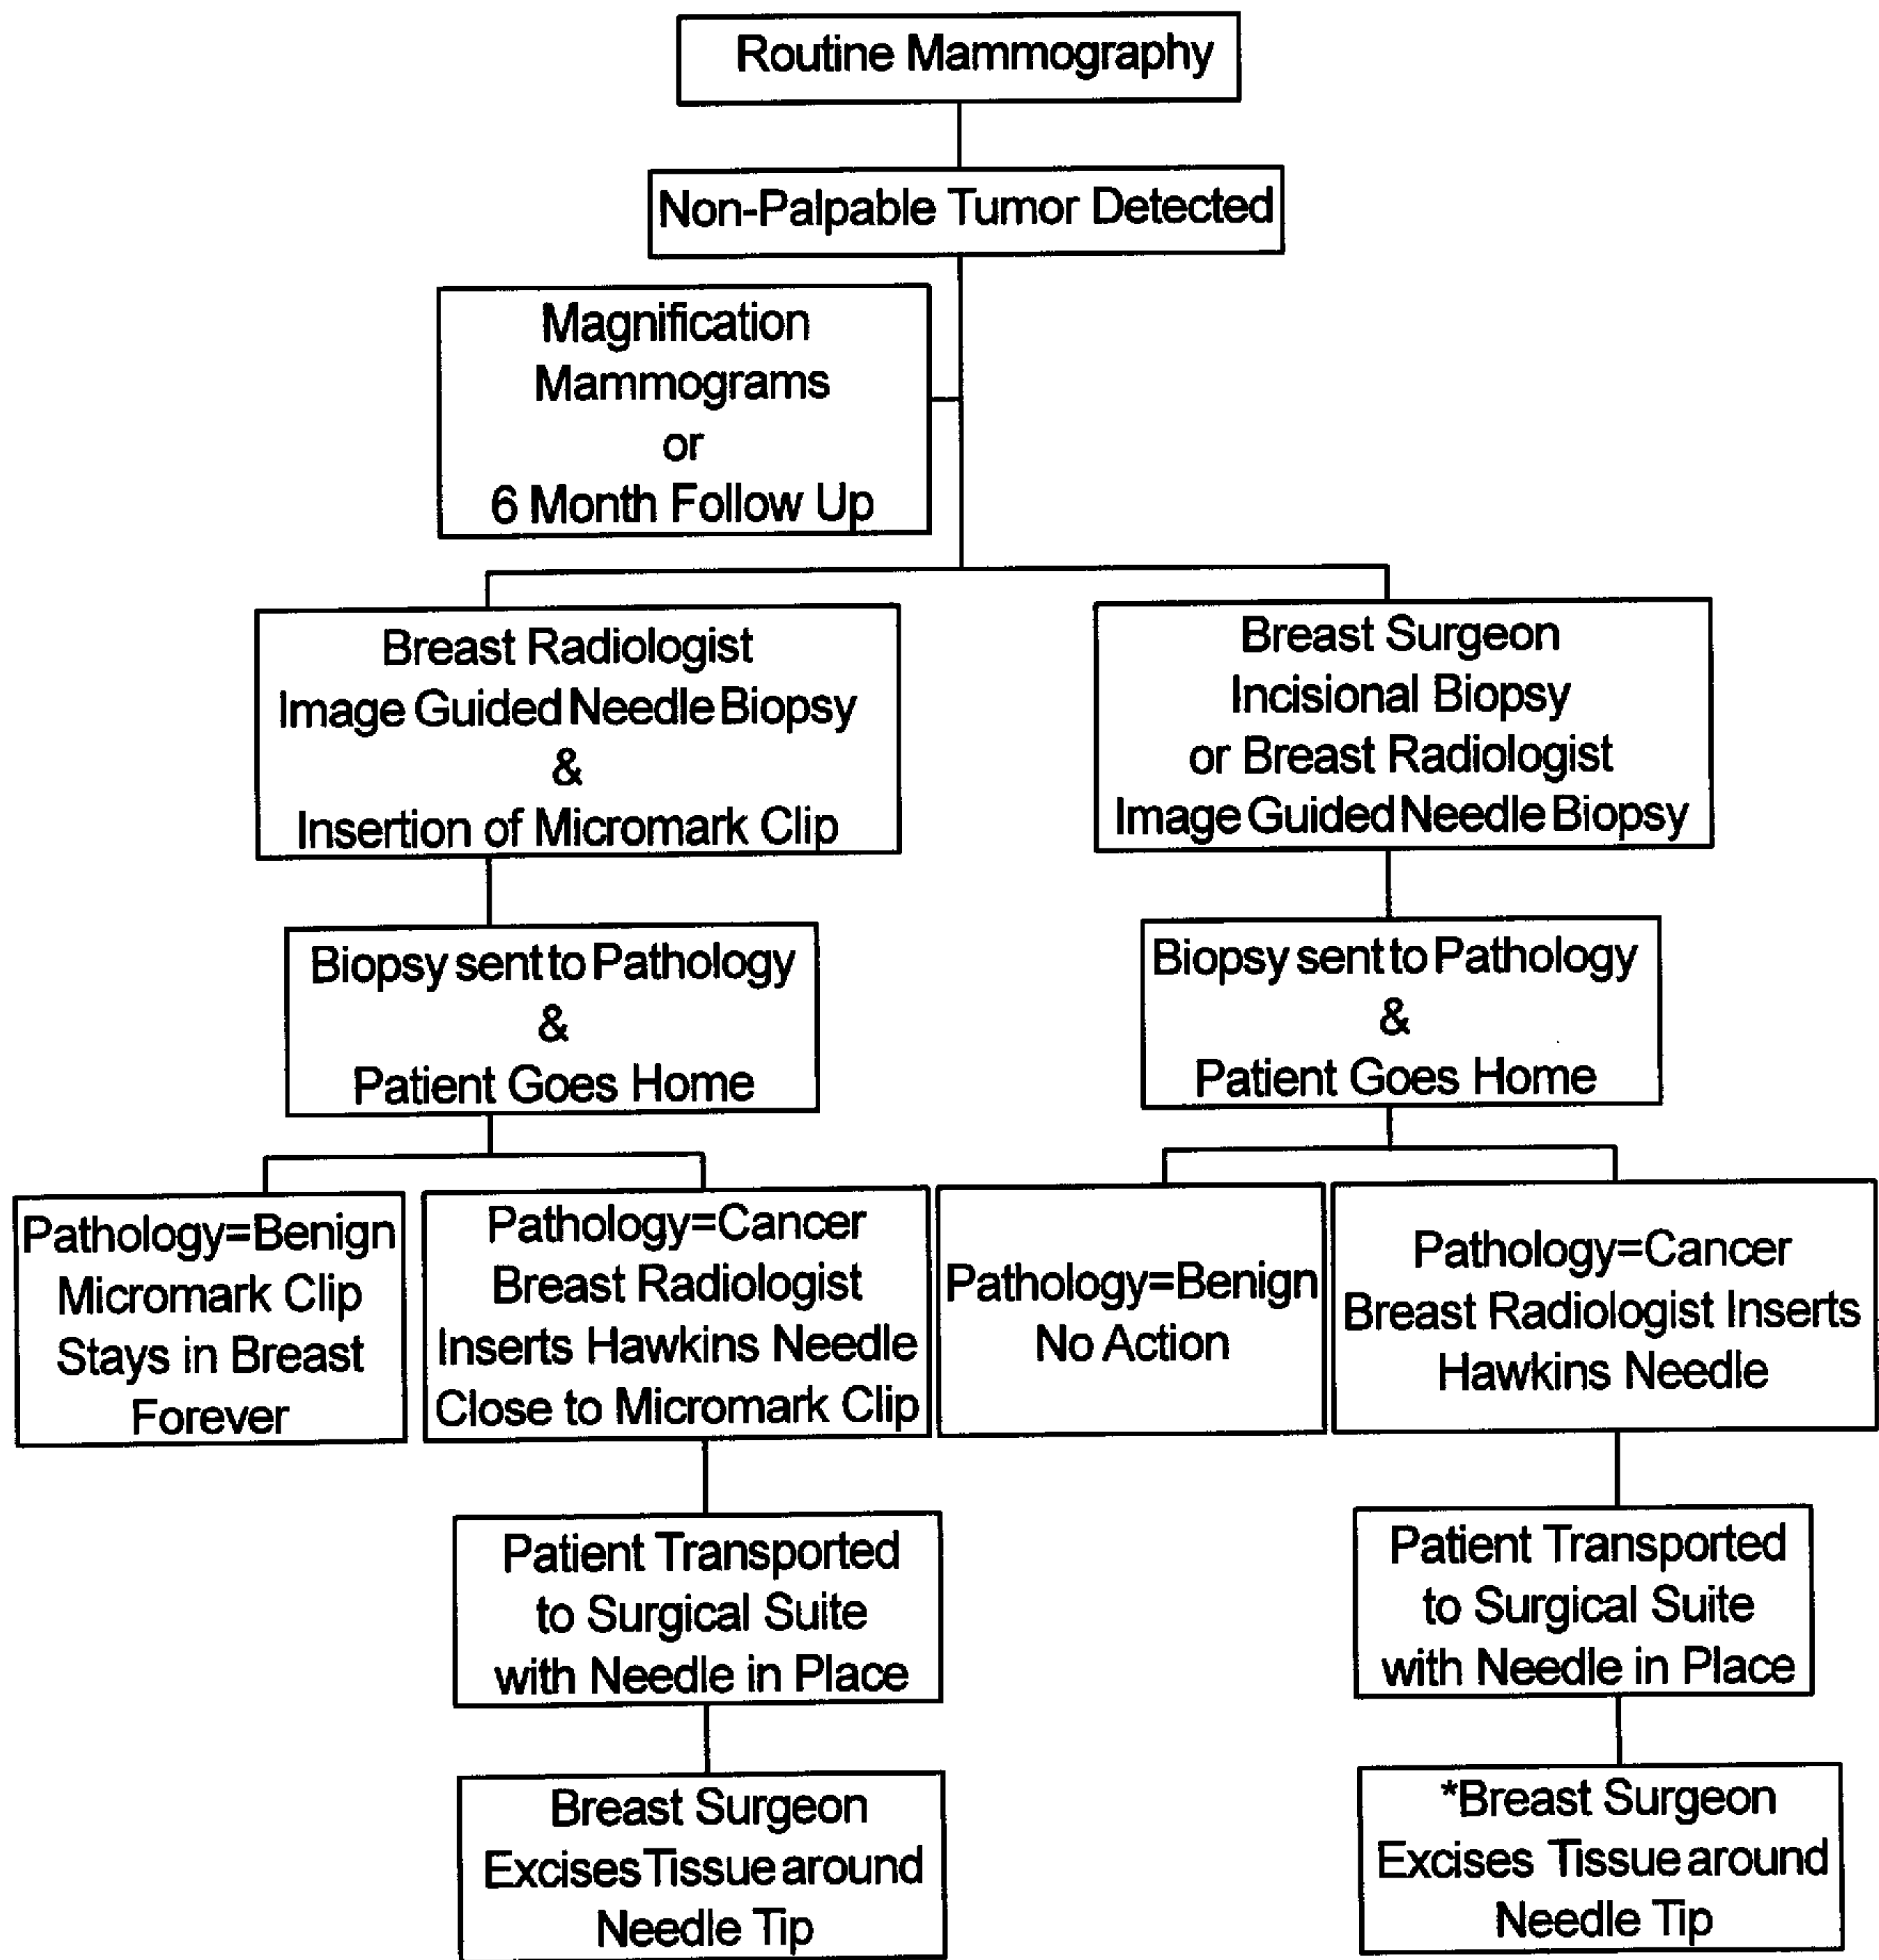 Routine Mammography
Non-Palpable Tumor Detected
Magnification
Mammograms
or
6 Month Follow Up
Breast Radiologist
Image Guided Needle Biopsy
&
Insertion of Micromark Clip
Breast Surgeon
Incisional Biopsy
or Breast Radiologist
Image Guided Needle Biopsy
Biopsy sent to Pathology
&
Patient Goes Home
Biopsy sent to Pathology
&
Patient Goes Home
Pathology=Benign
Micromark Clip
Stays in Breast
Forever
Pathology=Cancer
Breast Radiologist
Inserts Hawkins Needle
Close to Micromark Clip
Pathology=Benign
No Action
Pathology=Cancer
Breast Radiologist Inserts
Hawkins Needle
Patient Transported
to Surgical Suite
with Needle in Place
Patient Transported
to Surgical Suite
with Needle in Place
Breast Surgeon
Excises Tissue around
Needle Tip
*Breast Surgeon
Excises Tissue around
Needle Tip